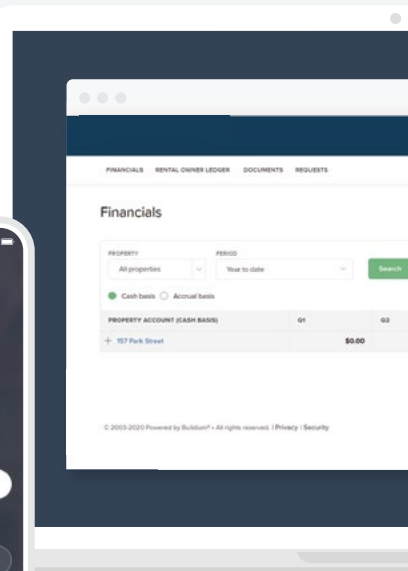 FINANCIALS RENTAL OWNER LEDGER DOCUMENTS REQUESTS
Financials
PROPERTY PERIOD
All properties Year to date Search
Cash basis Accrual basis
PROPERTY ACCOUNT (CASH BASIS) Q1 Q2
+ 157 Park Street $0.00
© 2003-2020 Powered by Buildium® • All rights reserved. | Privacy | Security